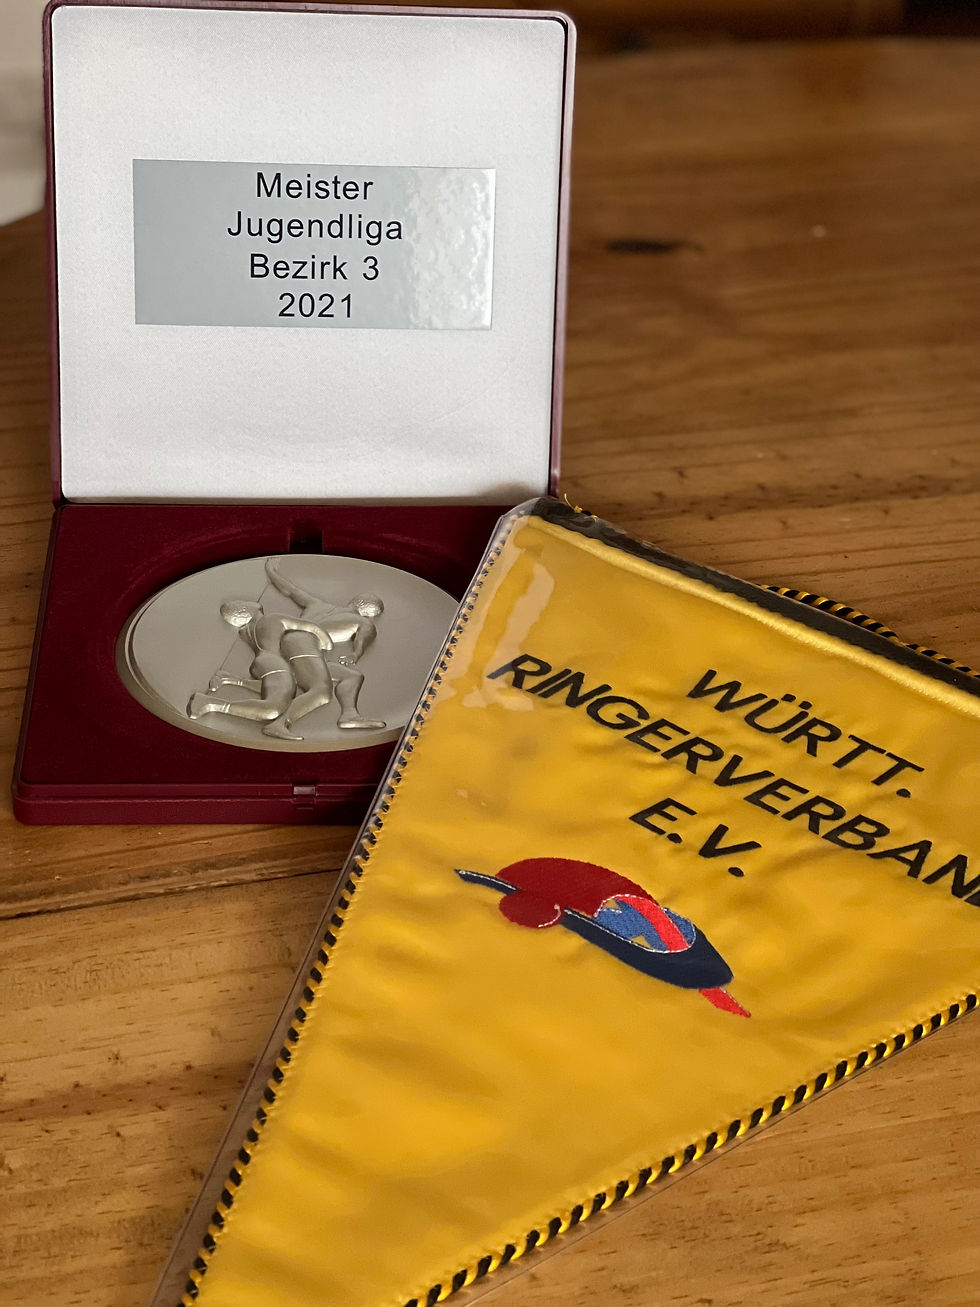 Meister
Jugendliga
Bezirk 3
2021
WÜRTT.
RINGERVERBAND
E.V.